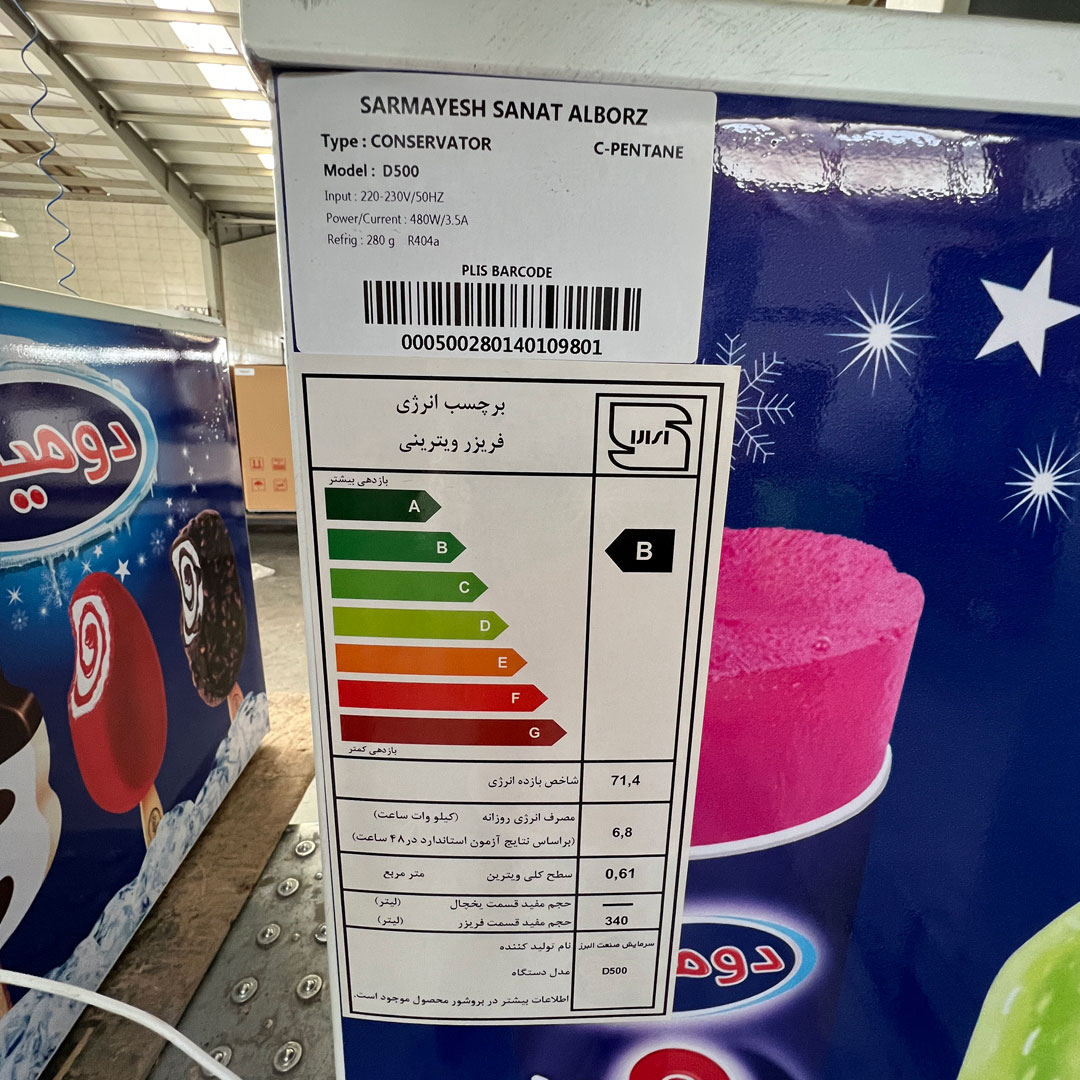 SARMAYESH SANAT ALBORZ
Type : CONSERVATOR C-PENTANE
Model : D500
Input : 220-230V/50HZ
Power/Current : 480W/3.5A
Refrig : 280 g R404a
PLIS BARCODE
000500280140109801
برچسب انرژی
فریزر ویترینی
بازدهی بیشتر
A
B
B
C
D
E
F
G
بازدهی کمتر
شاخص بازده انرژی 71,4
مصرف انرژی روزانه (کیلو وات ساعت)
(براساس نتایج آزمون استاندارد در ۴۸ ساعت) 6,8
سطح کلی ویترین متر مربع 0,61
حجم مفید قسمت یخچال (لیتر) —
حجم مفید قسمت فریزر (لیتر) 340
نام تولید کننده سرمایش صنعت البرز
مدل دستگاه D500
اطلاعات بیشتر در بروشور محصول موجود است.